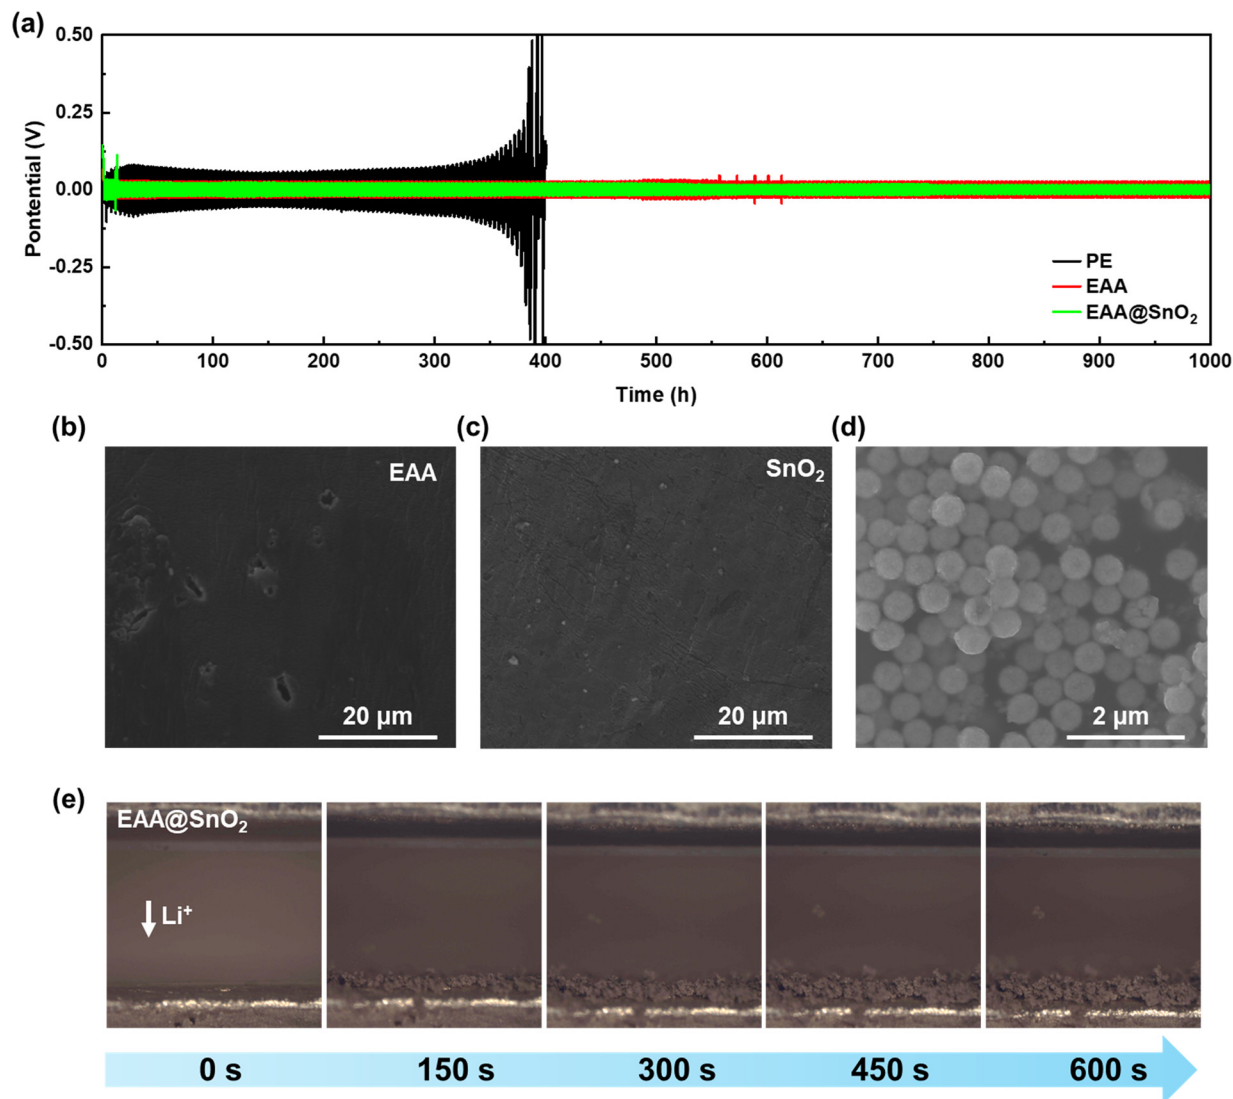 (a)
0.50
0.25
0.00
-0.25
-0.50
Pontential (V)
PE
EAA
EAA@SnO₂
0 100 200 300 400 500 600 700 800 900 1000
Time (h)
(b)
EAA
20 μm
(c)
SnO₂
20 μm
(d)
2 μm
(e)
EAA@SnO₂
Li⁺
0 s 150 s 300 s 450 s 600 s